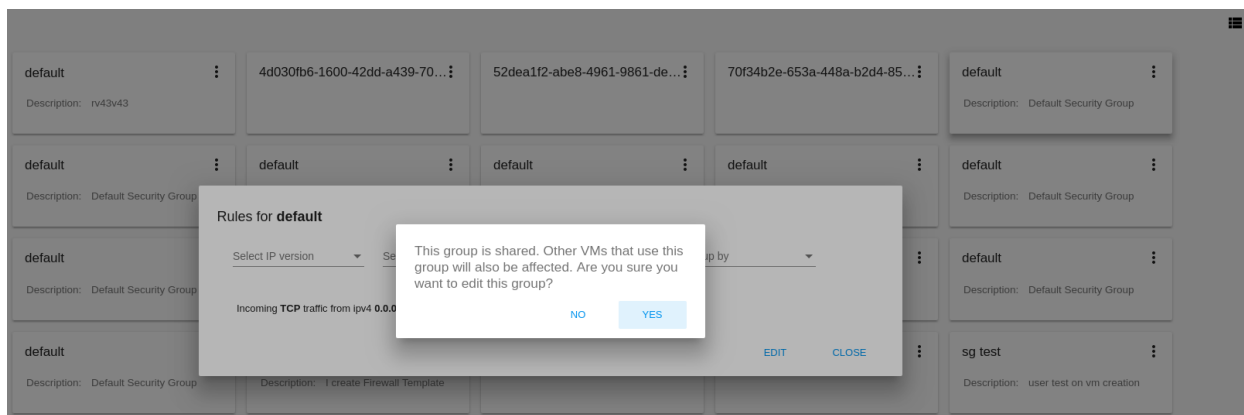 default
4d030fb6-1600-42dd-a439-70…
52dea1f2-abe8-4961-9861-de…
70f34b2e-653a-448a-b2d4-85…
default
Description: rv43v43
Description: Default Security Group
default
default
default
default
default
Description: Default Security Group
Description: Default Security Group
Rules for default
This group is shared. Other VMs that use this
group will also be affected. Are you sure you
want to edit this group?
default
Select IP version
Se
up by
default
Description: Default Security Group
Description: Default Security Group
Incoming TCP traffic from ipv4 0.0.0
NO
YES
default
EDIT
CLOSE
sg test
Description: Default Security Group
Description: I create Firewall Template
Description: user test on vm creation